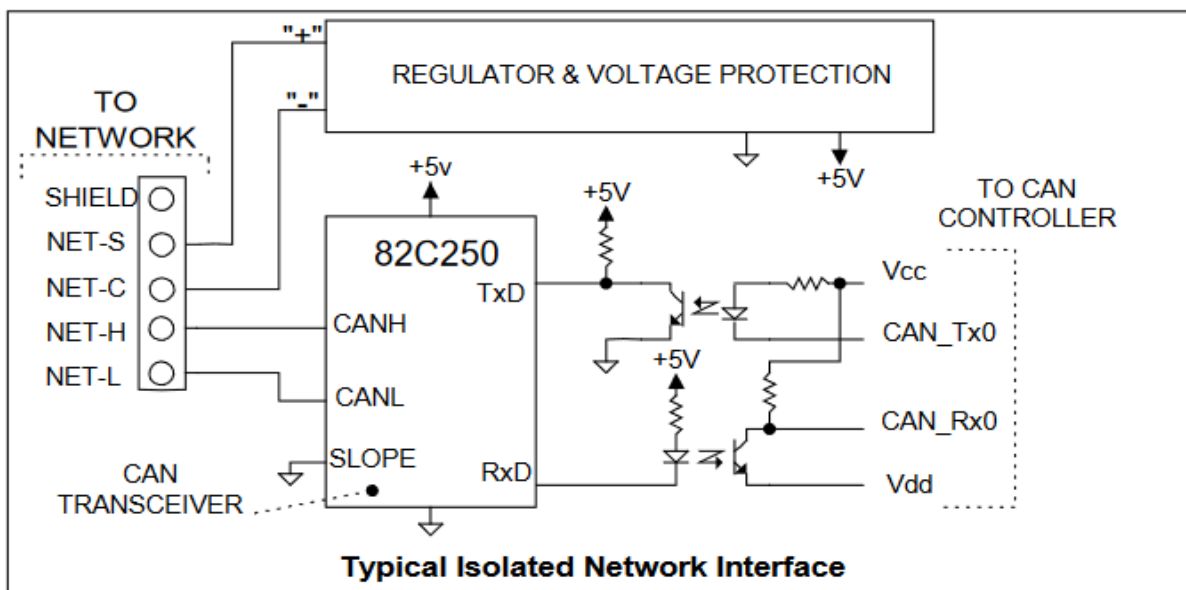 "+"
REGULATOR & VOLTAGE PROTECTION
"-"
TO
NETWORK
+5v
+5V
+5V
TO CAN
CONTROLLER
SHIELD
NET-S
NET-C
NET-H
NET-L
82C250
TxD
CANH
CANL
SLOPE
RxD
+5V
Vcc
CAN_Tx0
CAN_Rx0
Vdd
CAN
TRANSCEIVER
Typical Isolated Network Interface